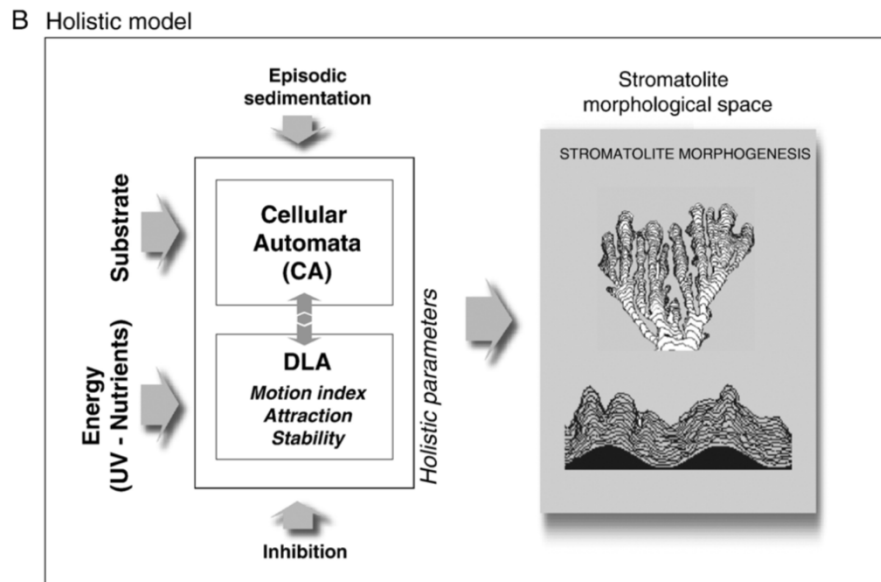 B Holistic model
Episodic
sedimentation
Substrate
Energy
(UV - Nutrients)
Cellular
Automata
(CA)
DLA
Motion index
Attraction
Stability
Holistic parameters
Inhibition
Stromatolite
morphological space
STROMATOLITE MORPHOGENESIS